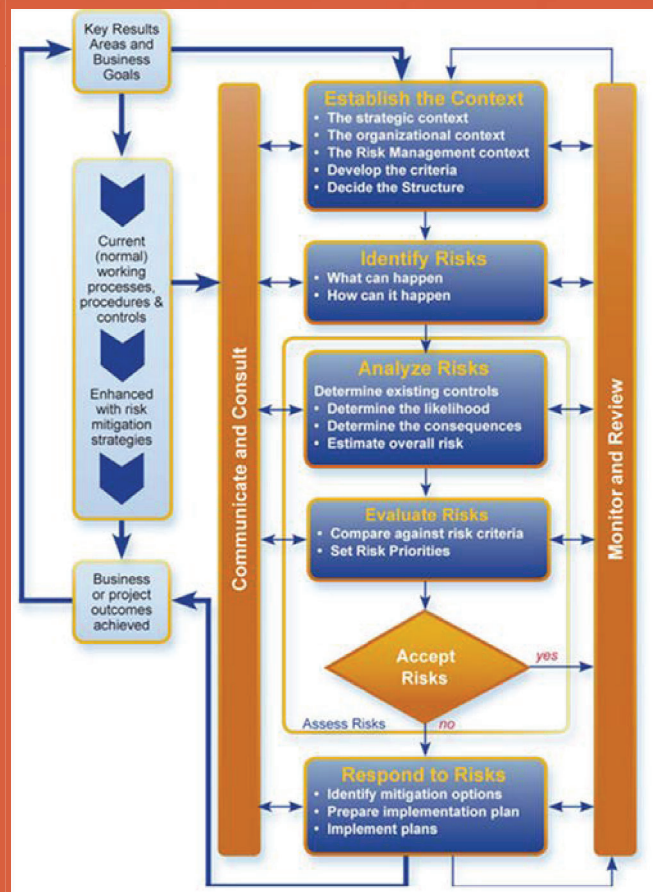 Key Results
Areas and
Business
Goals
Establish the Context
• The strategic context
• The organizational context
• The Risk Management context
• Develop the criteria
• Decide the Structure
Current
(normal)
working
processes,
procedures &
controls
Enhanced
with risk
mitigation
strategies
Business
or project
outcomes
achieved
Communicate and Consult
Identify Risks
• What can happen
• How can it happen
Analyze Risks
Determine existing controls
• Determine the likelihood
• Determine the consequences
• Estimate overall risk
Evaluate Risks
• Compare against risk criteria
• Set Risk Priorities
Accept
Risks
yes
no
Assess Risks
Respond to Risks
• Identify mitigation options
• Prepare implementation plan
• Implement plans
Monitor and Review